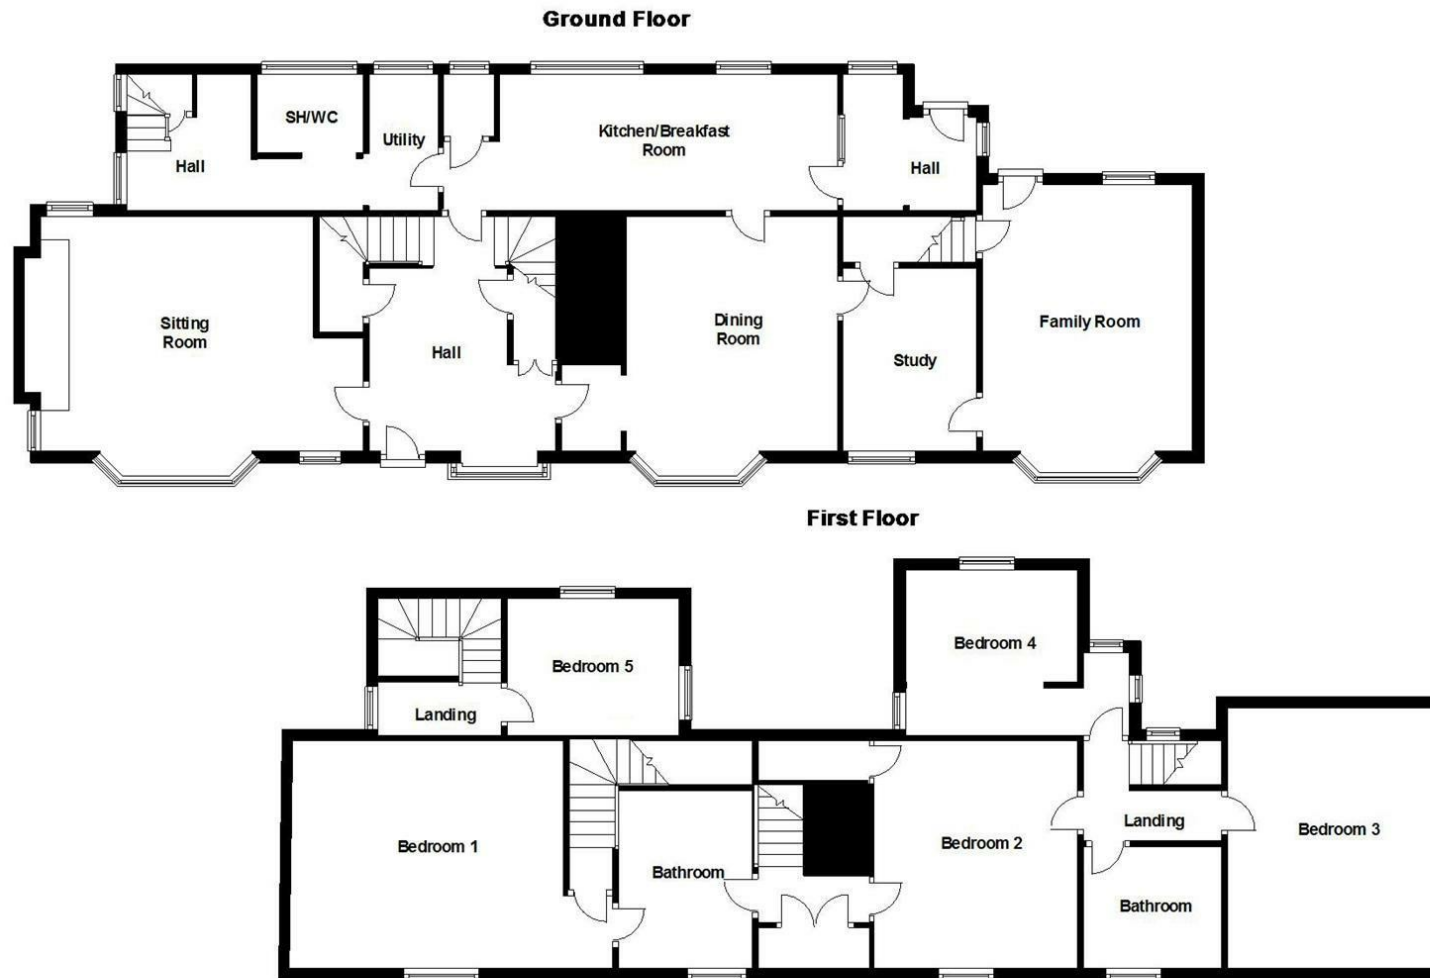 Ground Floor
SH/WC
Utility
Kitchen/Breakfast
Room
Hall
Hall
Sitting
Room
Hall
Dining
Room
Study
Family Room
First Floor
Bedroom 5
Landing
Bedroom 4
Bedroom 1
Bathroom
Bedroom 2
Landing
Bedroom 3
Bathroom